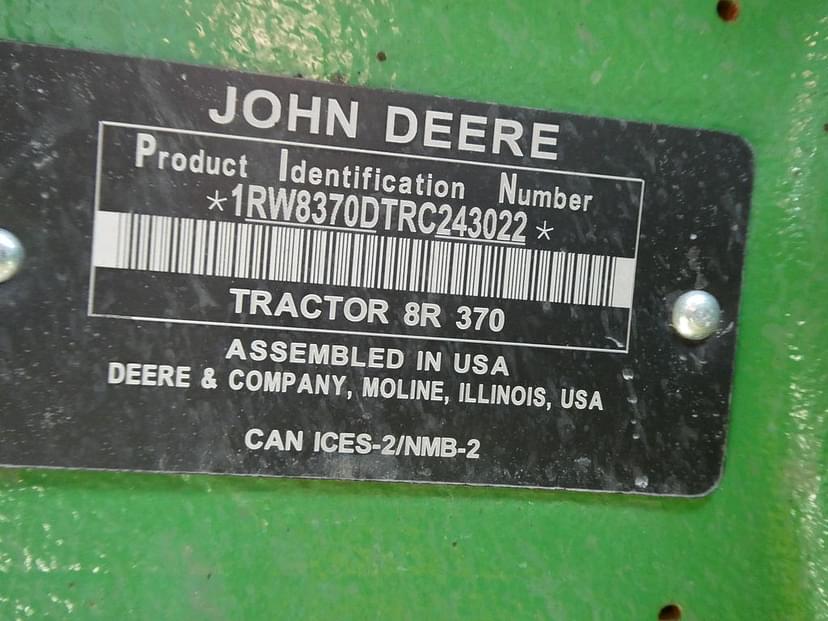 JOHN DEERE
Product Identification Number
*1RW8370DTRC243022*
TRACTOR 8R 370
ASSEMBLED IN USA
DEERE & COMPANY, MOLINE, ILLINOIS, USA
CAN ICES-2/NMB-2